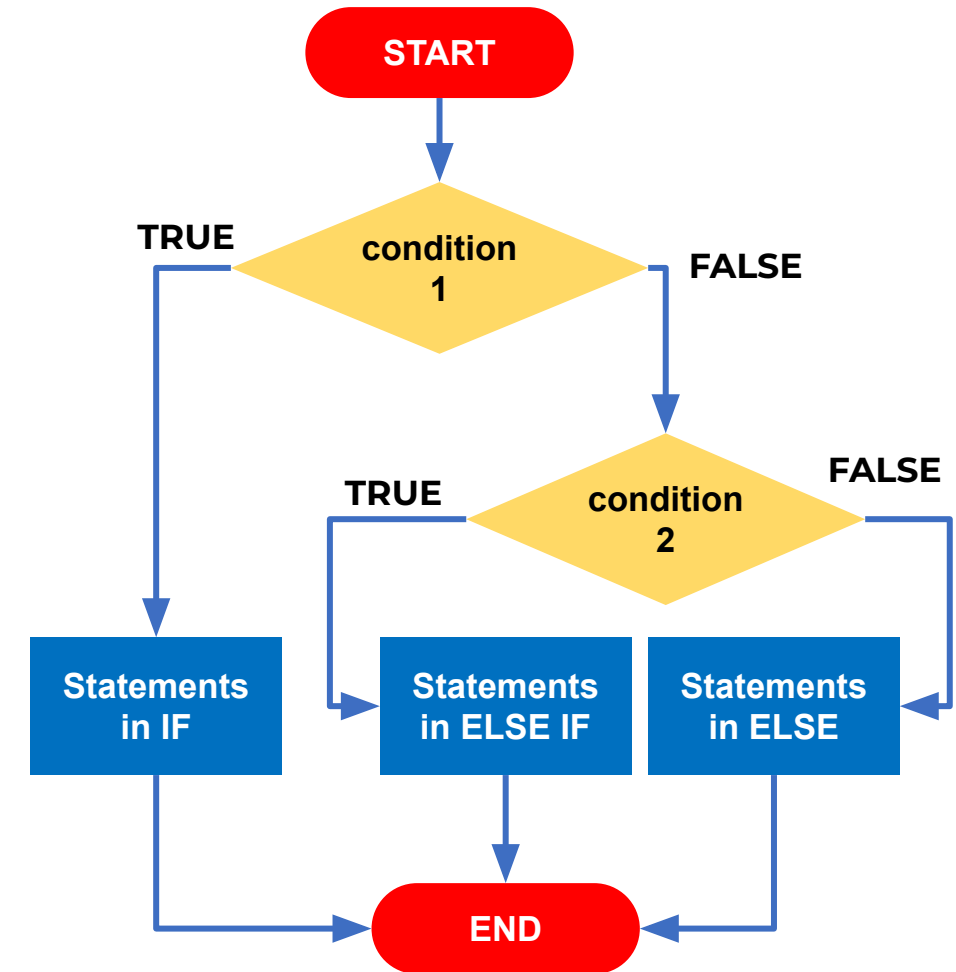 START
TRUE
condition
1
FALSE
TRUE
condition
2
FALSE
Statements
in IF
Statements
in ELSE IF
Statements
in ELSE
END